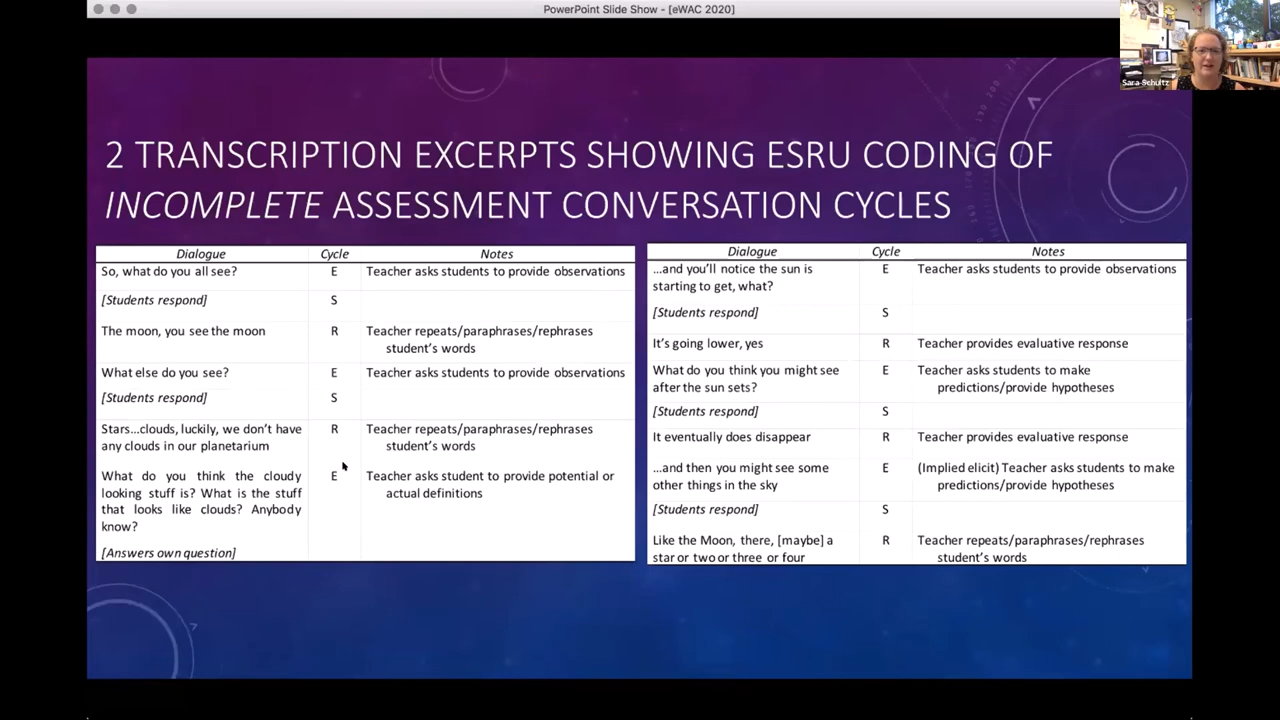 PowerPoint Slide Show - [eWAC 2020]
Sara Schultz
2 TRANSCRIPTION EXCERPTS SHOWING ESRU CODING OF
INCOMPLETE ASSESSMENT CONVERSATION CYCLES
Dialogue Cycle Notes
So, what do you all see? E Teacher asks students to provide observations
[Students respond] S
The moon, you see the moon R Teacher repeats/paraphrases/rephrases
student's words
What else do you see? E Teacher asks students to provide observations
[Students respond] S
Stars...clouds, luckily, we don't have R Teacher repeats/paraphrases/rephrases
any clouds in our planetarium student's words
What do you think the cloudy E Teacher asks student to provide potential or
looking stuff is? What is the stuff actual definitions
that looks like clouds? Anybody
know?
[Answers own question]
Dialogue Cycle Notes
...and you'll notice the sun is E Teacher asks students to provide observations
starting to get, what?
[Students respond] S
It's going lower, yes R Teacher provides evaluative response
What do you think you might see E Teacher asks students to make
after the sun sets? predictions/provide hypotheses
[Students respond] S
It eventually does disappear R Teacher provides evaluative response
...and then you might see some E (Implied elicit) Teacher asks students to make
other things in the sky predictions/provide hypotheses
[Students respond] S
Like the Moon, there, [maybe] a R Teacher repeats/paraphrases/rephrases
star or two or three or four student's words